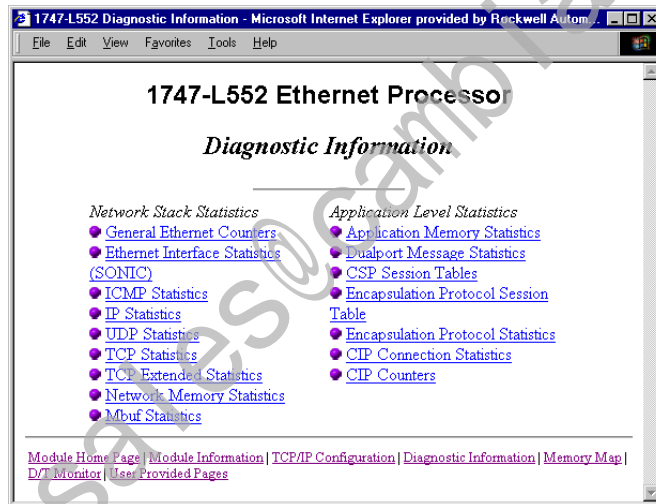 1747-L552 Diagnostic Information - Microsoft Internet Explorer provided by Rockwell Autom...
File Edit View Favorites Tools Help
1747-L552 Ethernet Processor
Diagnostic Information
Network Stack Statistics
General Ethernet Counters
Ethernet Interface Statistics
(SONIC)
ICMP Statistics
IP Statistics
UDP Statistics
TCP Statistics
TCP Extended Statistics
Network Memory Statistics
Mbuf Statistics
Application Level Statistics
Application Memory Statistics
Dualport Message Statistics
CSP Session Tables
Encapsulation Protocol Session
Table
Encapsulation Protocol Statistics
CIP Connection Statistics
CIP Counters
Module Home Page | Module Information | TCP/IP Configuration | Diagnostic Information | Memory Map |
D/T Monitor | User Provided Pages
sales@cambia